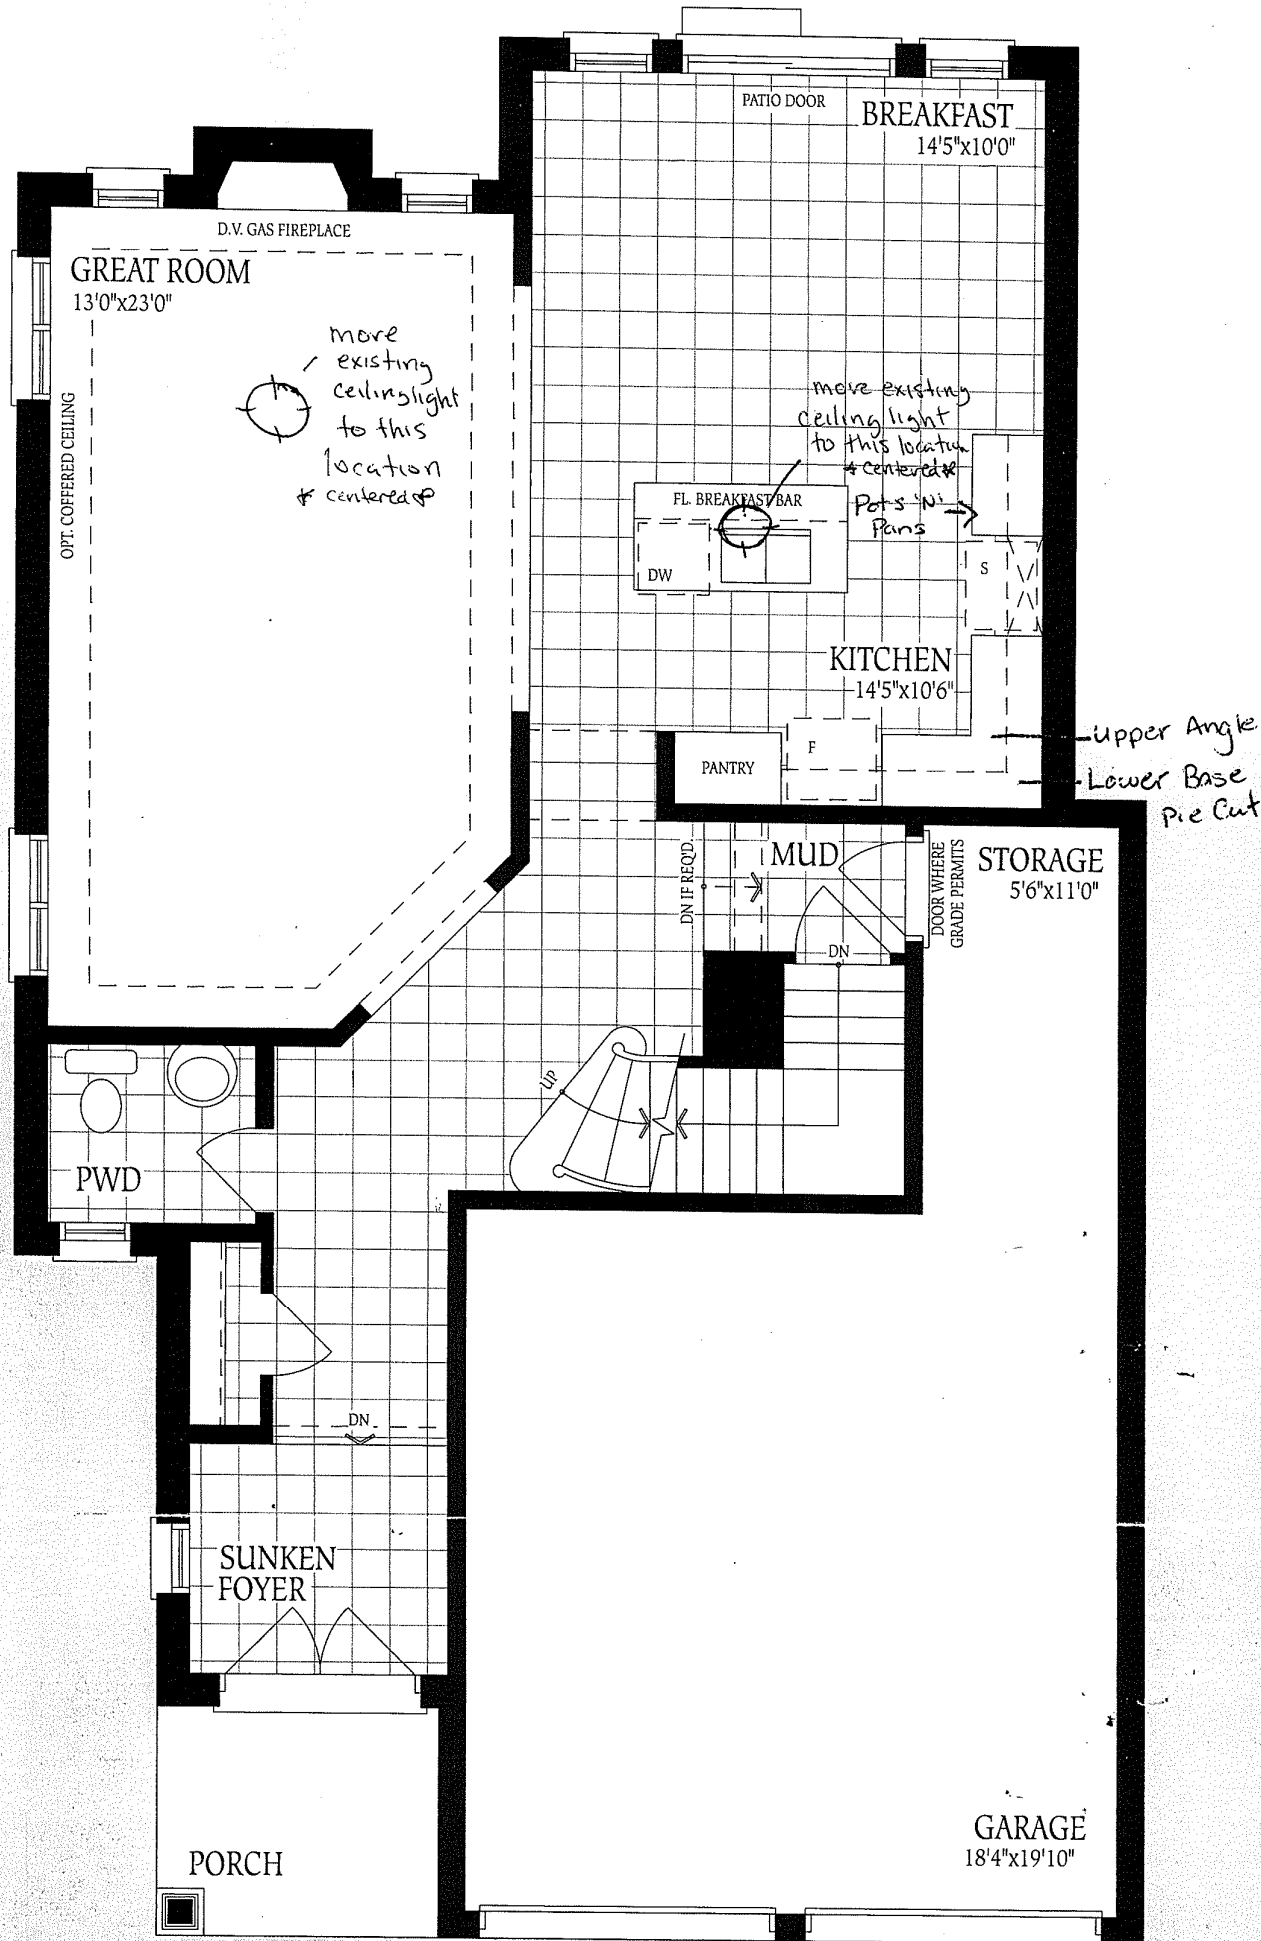 PATIO DOOR
BREAKFAST
14'5"x10'0"
D.V. GAS FIREPLACE
GREAT ROOM
13'0"x23'0"
OPT. COFFERED CEILING
move
existing
ceiling light
to this
location
* centered *
move existing
ceiling light
to this location
* centered *
Pots 'N'
Pans
FL. BREAKFAST BAR
DW
S
KITCHEN
14'5"x10'6"
F
PANTRY
Upper Angle
Lower Base
Pie Cut
MUD
DN IF REQ'D.
DOOR WHERE
GRADE PERMITS
STORAGE
5'6"x11'0"
DN
UP
PWD
DN
SUNKEN
FOYER
PORCH
GARAGE
18'4"x19'10"